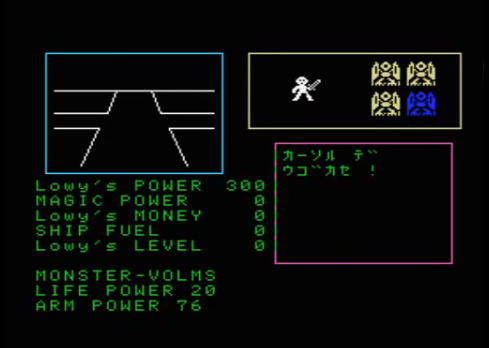 カーソル デ゛
ウコ゛カセ !
Lowy's POWER 300
MAGIC POWER 0
Lowy's MONEY 0
SHIP FUEL 0
Lowy's LEVEL 0
MONSTER-VOLMS
LIFE POWER 20
ARM POWER 76